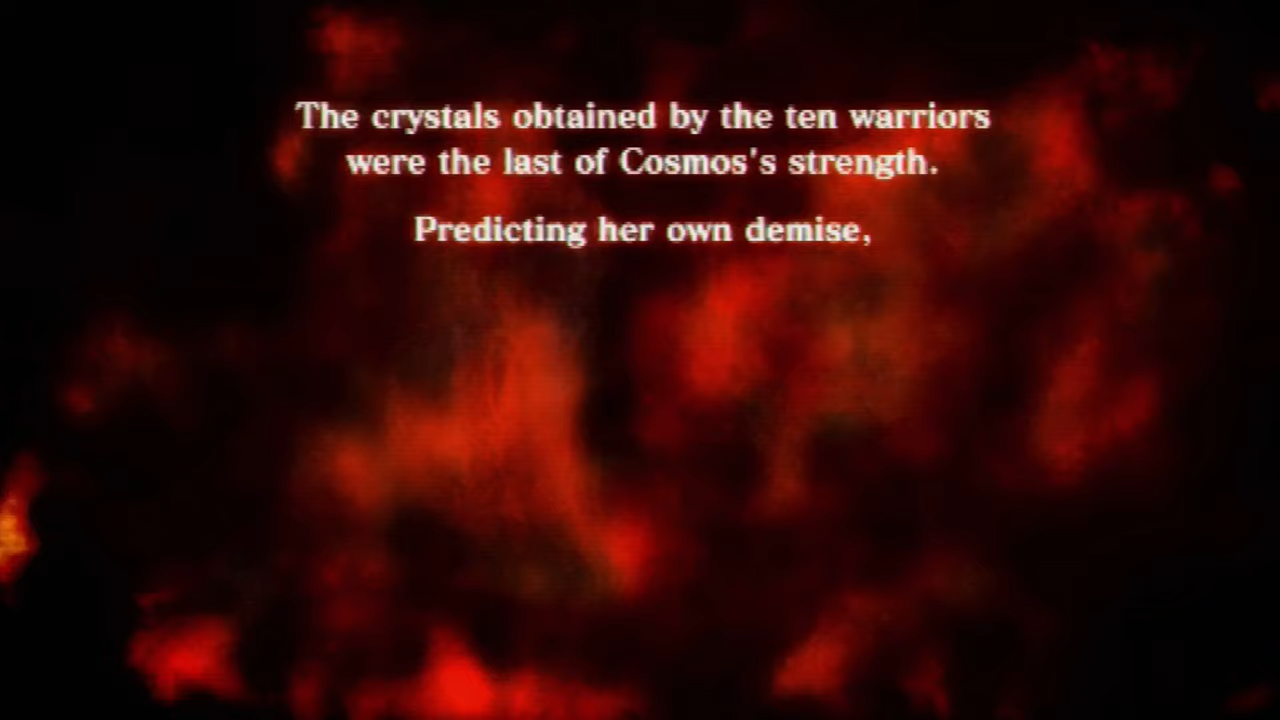 The crystals obtained by the ten warriors
were the last of Cosmos's strength.
Predicting her own demise,